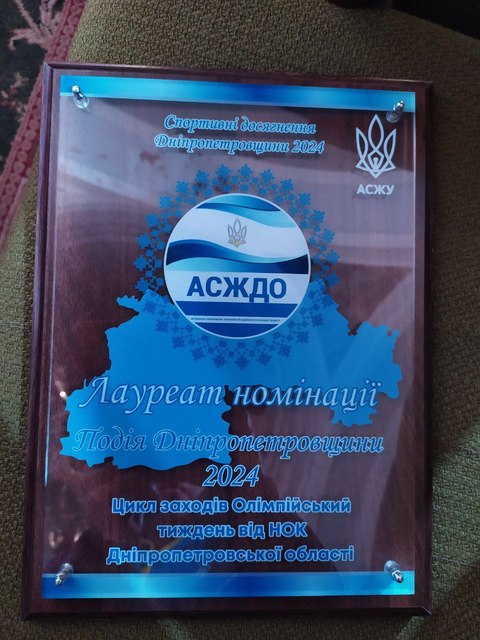 Спортивні досягнення
Дніпропетровщини 2024
АСЖУ
АСЖДО
Лауреат номінації
Подія Дніпропетровщини
2024
Цикл заходів Олімпійський
тиждень від НОК
Дніпропетровської області